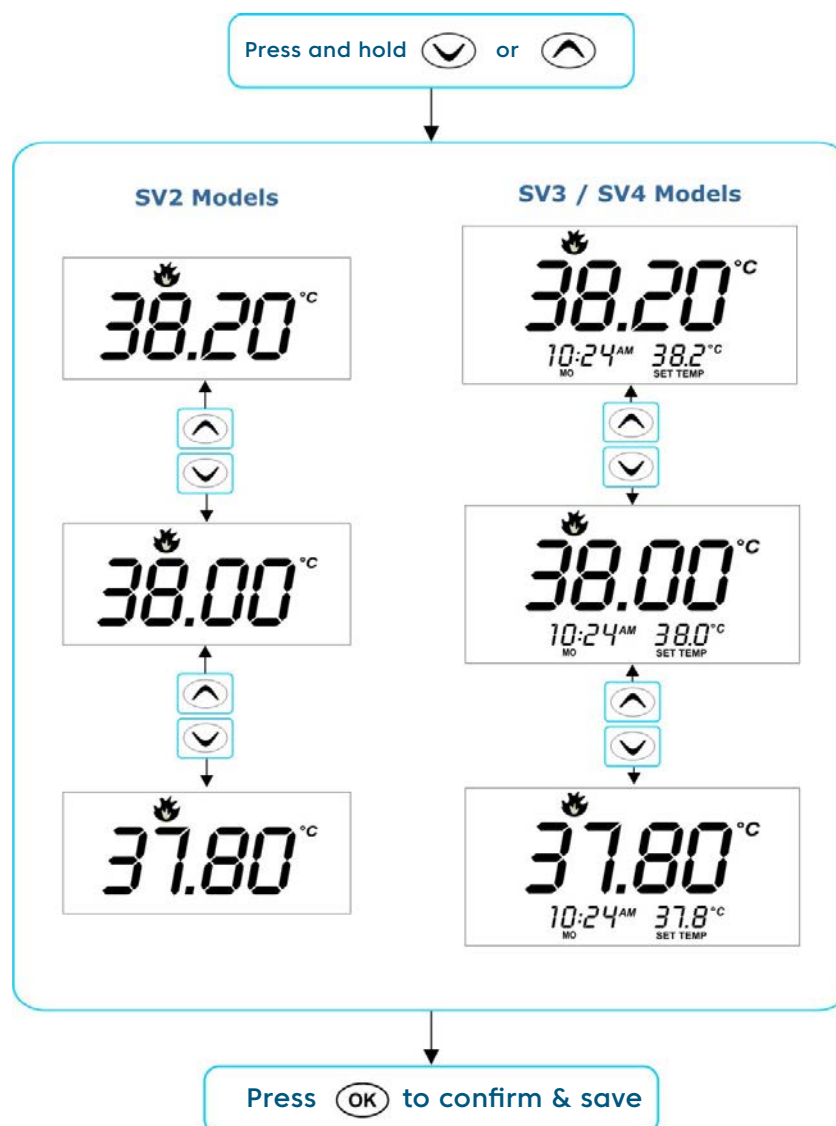 Press and hold or
SV2 Models
38.20°C
38.00°C
37.80°C
SV3 / SV4 Models
38.20°C
10:24AM 38.2°C
MO SET TEMP
38.00°C
10:24AM 38.0°C
MO SET TEMP
37.80°C
10:24AM 37.8°C
MO SET TEMP
Press OK to confirm & save